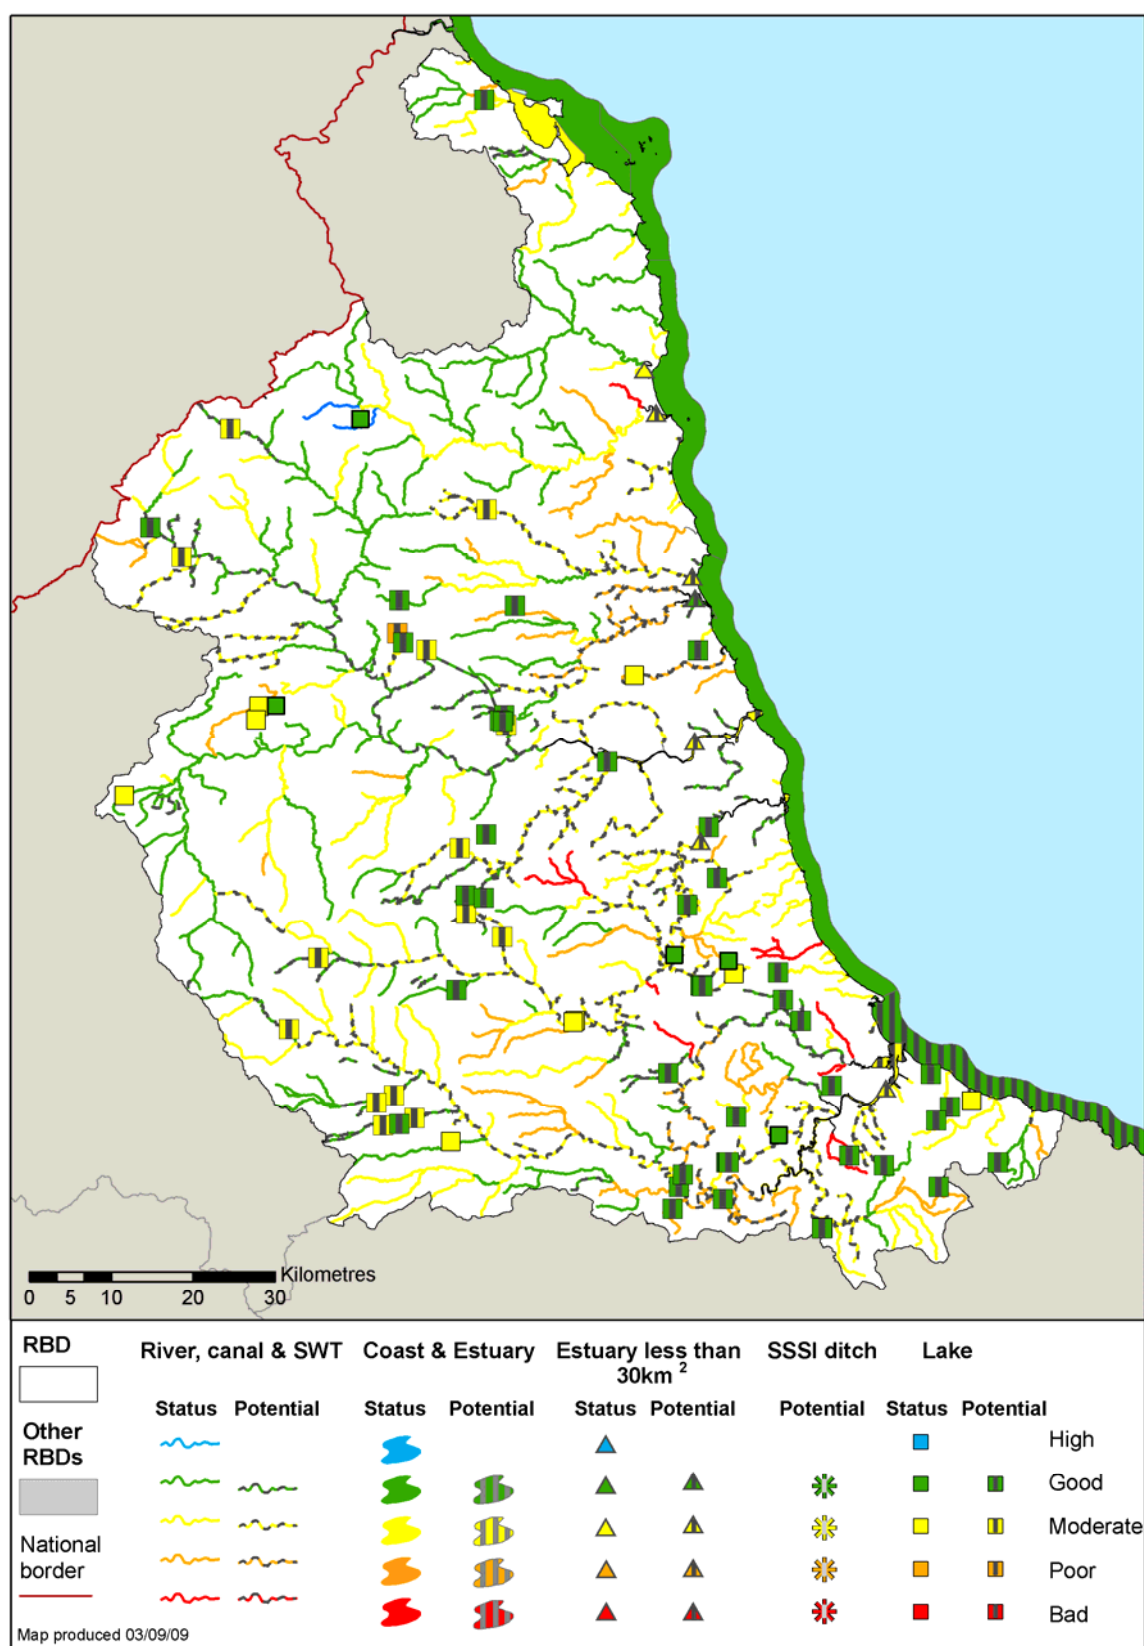 Kilometres
0 5 10 20 30
RBD River, canal & SWT Coast & Estuary Estuary less than SSSI ditch Lake
30km 2
Status Potential Status Potential Status Potential Potential Status Potential
Other
RBDs
High
Good
National
border
Moderate
Poor
Bad
Map produced 03/09/09